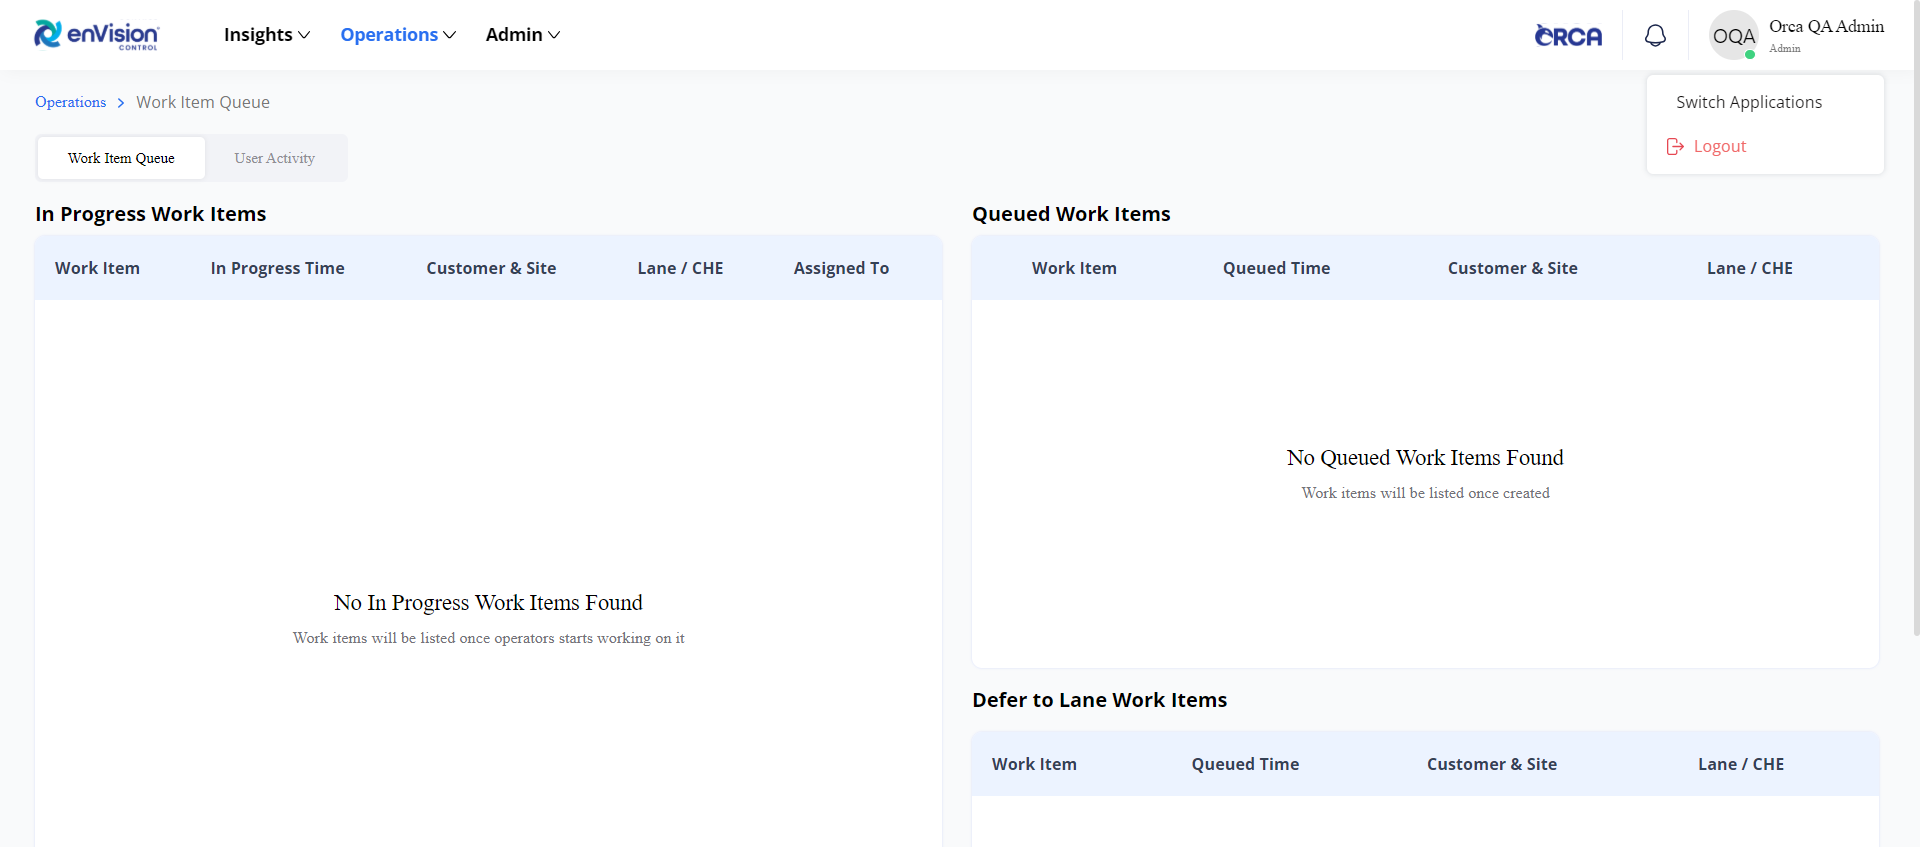 enVision
CONTROL
Insights
Operations
Admin
ORCA
OQA
Orca QA Admin
Admin
Switch Applications
Logout
Operations > Work Item Queue
Work Item Queue
User Activity
In Progress Work Items
Work Item In Progress Time Customer & Site Lane / CHE Assigned To
No In Progress Work Items Found
Work items will be listed once operators starts working on it
Queued Work Items
Work Item Queued Time Customer & Site Lane / CHE
No Queued Work Items Found
Work items will be listed once created
Defer to Lane Work Items
Work Item Queued Time Customer & Site Lane / CHE